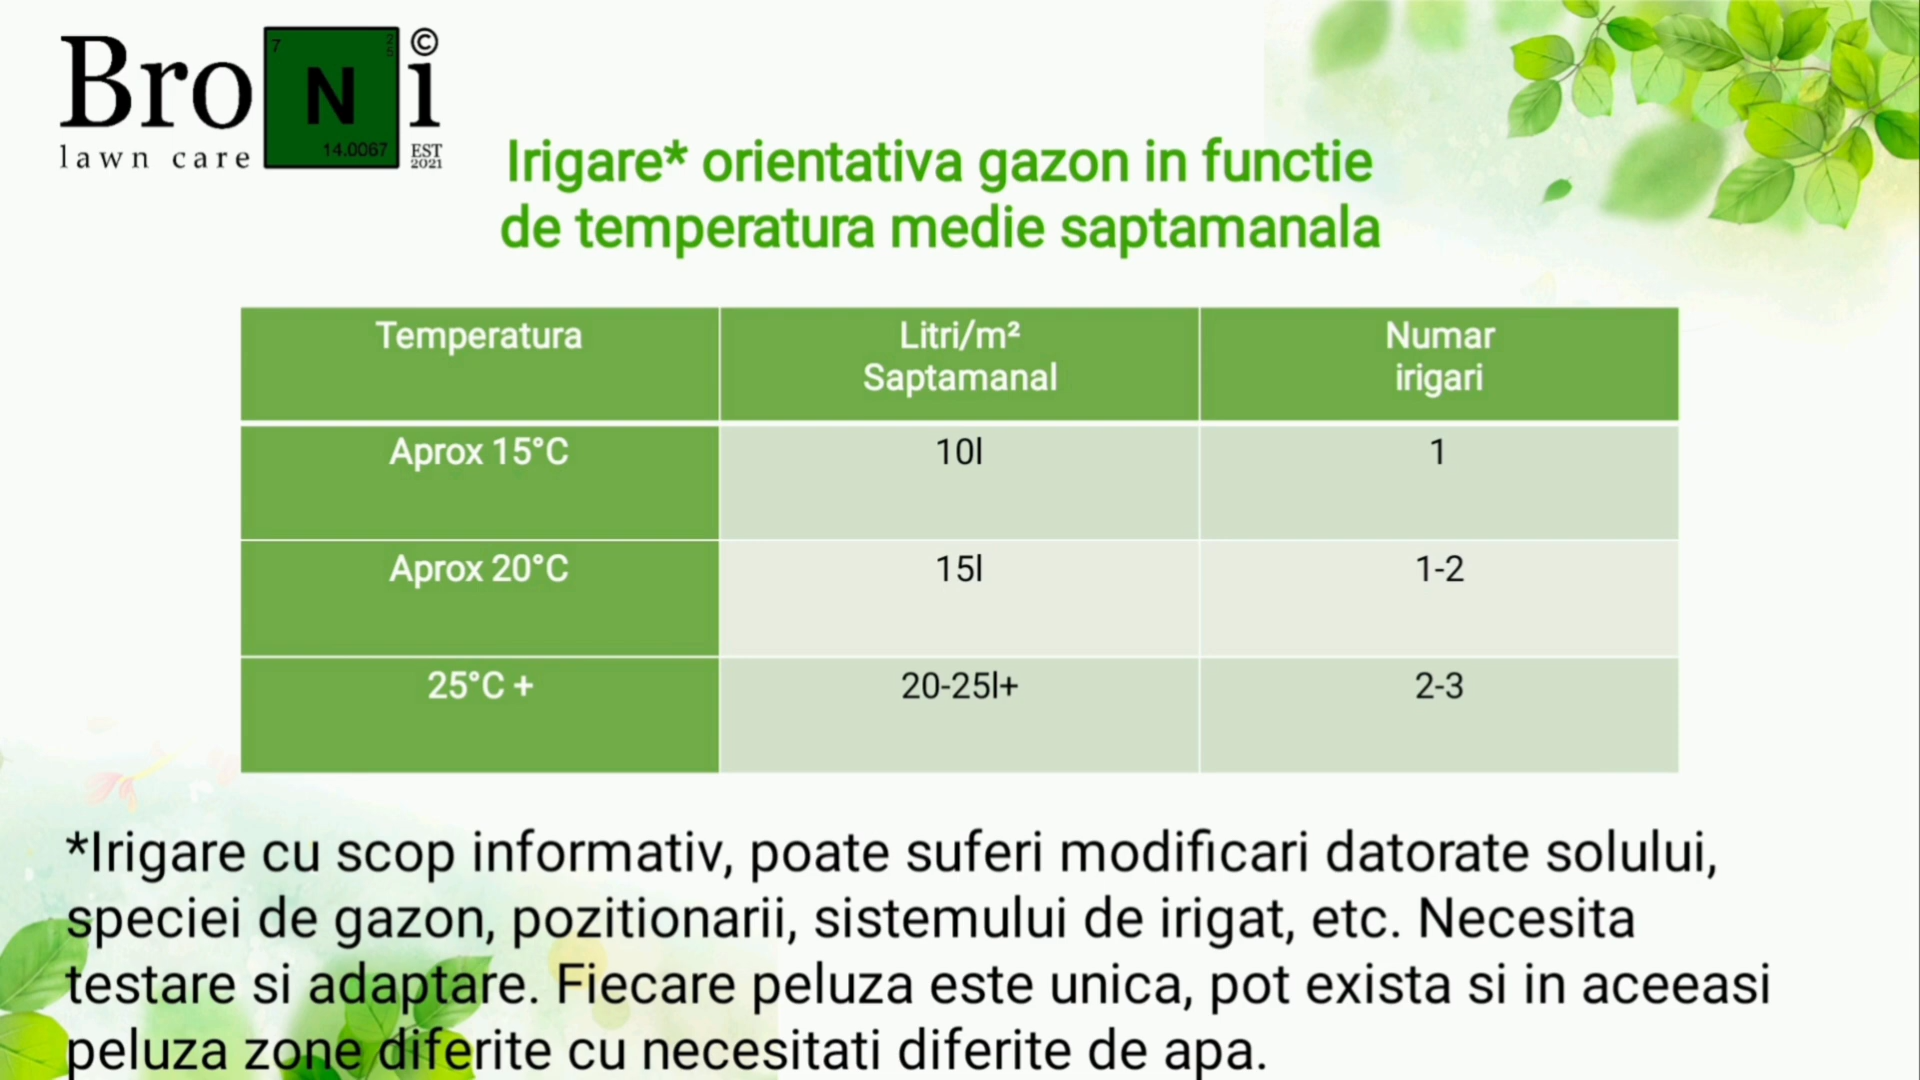 Bro
7
25
N
14.0067
©
i
lawn care
EST
2021
Irigare* orientativa gazon in functie
de temperatura medie saptamanala
Temperatura
Litri/m²
Saptamanal
Numar
irigari
Aprox 15°C
10l
1
Aprox 20°C
15l
1-2
25°C +
20-25l+
2-3
*Irigare cu scop informativ, poate suferi modificari datorate solului,
speciei de gazon, pozitionarii, sistemului de irigat, etc. Necesita
testare si adaptare. Fiecare peluza este unica, pot exista si in aceeasi
peluza zone diferite cu necesitati diferite de apa.